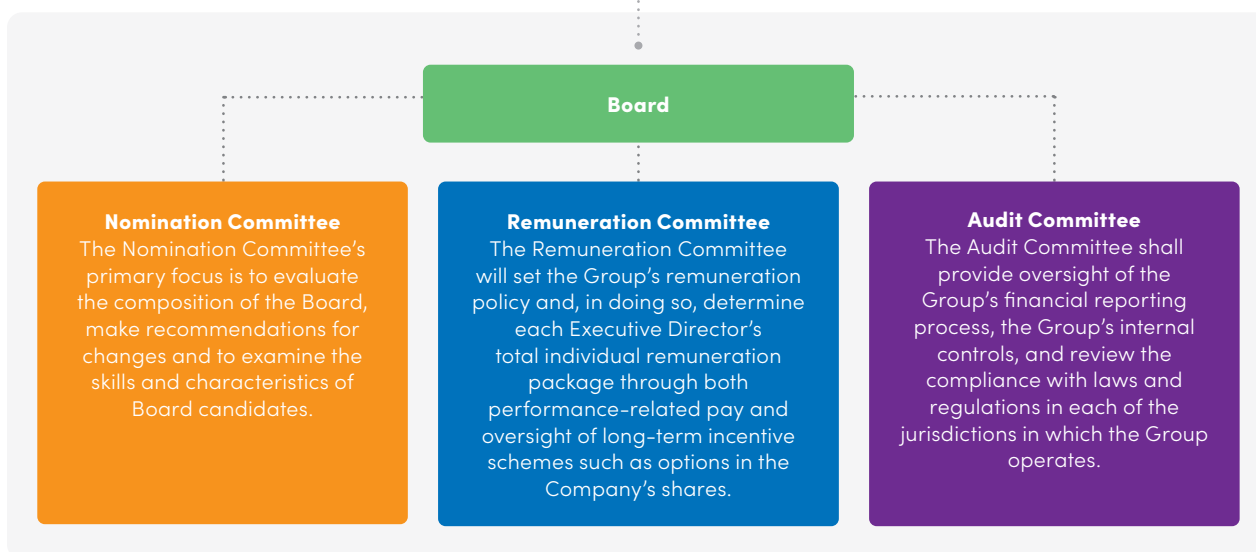 Board
Nomination Committee
The Nomination Committee’s
primary focus is to evaluate
the composition of the Board,
make recommendations for
changes and to examine the
skills and characteristics of
Board candidates.
Remuneration Committee
The Remuneration Committee
will set the Group’s remuneration
policy and, in doing so, determine
each Executive Director’s
total individual remuneration
package through both
performance-related pay and
oversight of long-term incentive
schemes such as options in the
Company’s shares.
Audit Committee
The Audit Committee shall
provide oversight of the
Group’s financial reporting
process, the Group’s internal
controls, and review the
compliance with laws and
regulations in each of the
jurisdictions in which the Group
operates.